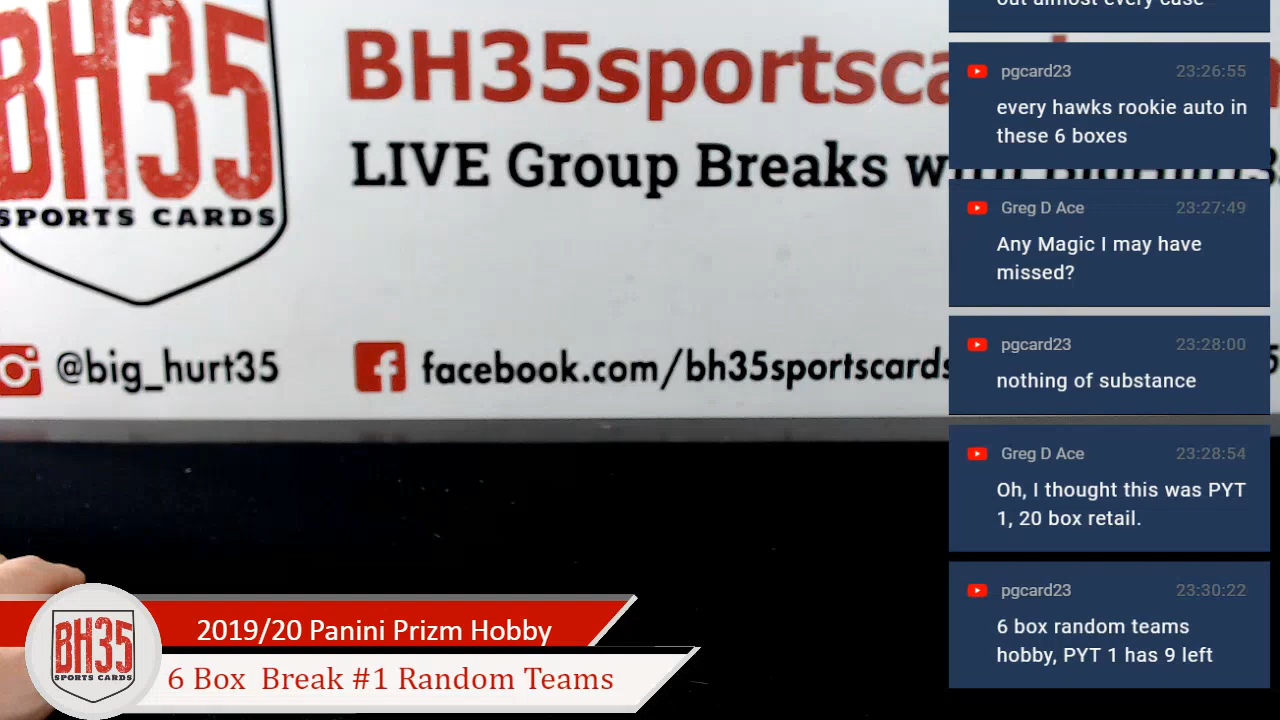 BH35
SPORTS CARDS
BH35sportsca
LIVE Group Breaks
@big_hurt35
facebook.com/bh35sportscards
out almost every case
pgcard23 23:26:55
every hawks rookie auto in
these 6 boxes
Greg D Ace 23:27:49
Any Magic I may have
missed?
pgcard23 23:28:00
nothing of substance
Greg D Ace 23:28:54
Oh, I thought this was PYT
1, 20 box retail.
pgcard23 23:30:22
6 box random teams
hobby, PYT 1 has 9 left
BH35
SPORTS CARDS
2019/20 Panini Prizm Hobby
6 Box Break #1 Random Teams